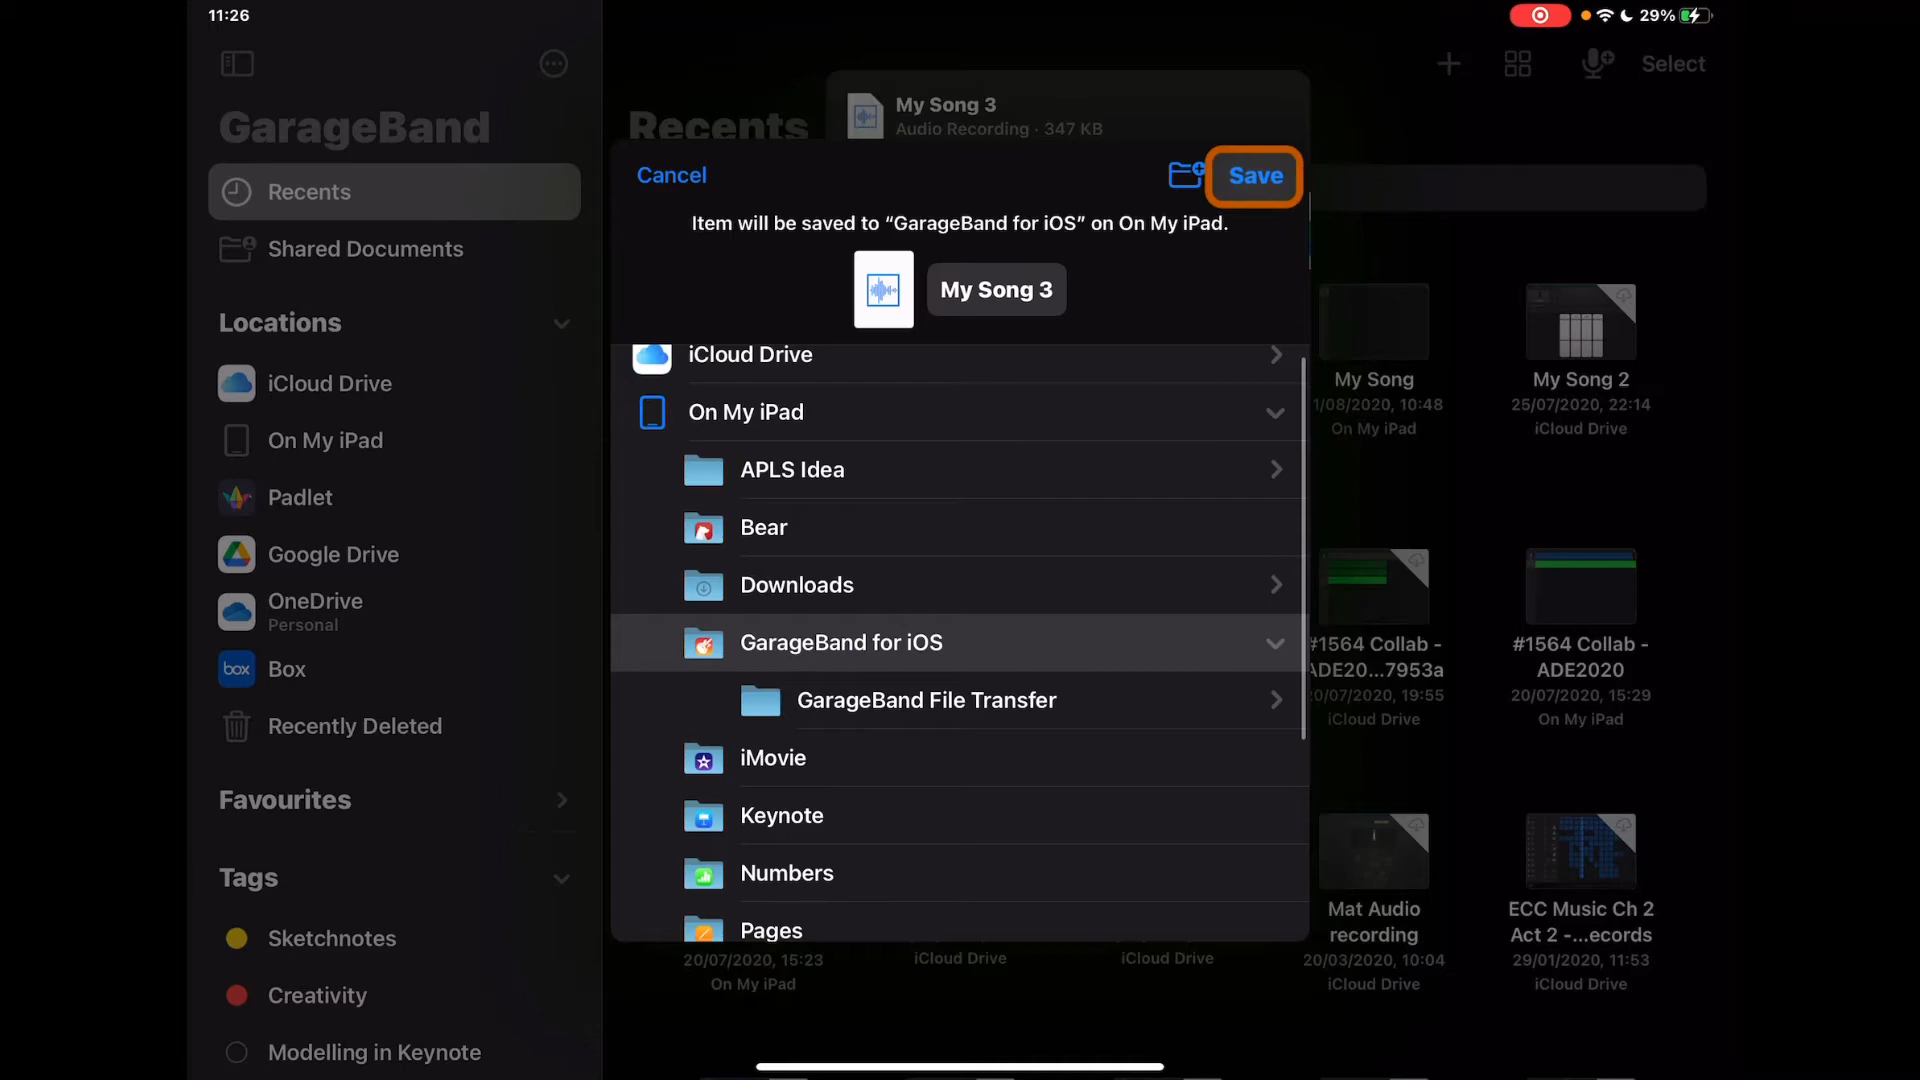 11:26
29%
Select
GarageBand
Recents
Shared Documents
Locations
iCloud Drive
On My iPad
Padlet
Google Drive
OneDrive
Personal
box
Box
Recently Deleted
Favourites
Tags
Sketchnotes
Creativity
Modelling in Keynote
Recents
My Song 3
Audio Recording · 347 KB
Cancel
Save
Item will be saved to “GarageBand for iOS” on On My iPad.
My Song 3
iCloud Drive
On My iPad
APLS Idea
Bear
Downloads
GarageBand for iOS
GarageBand File Transfer
iMovie
Keynote
Numbers
Pages
My Song
1/08/2020, 10:48
On My iPad
My Song 2
25/07/2020, 22:14
iCloud Drive
#1564 Collab -
ADE20...7953a
20/07/2020, 19:55
iCloud Drive
#1564 Collab -
ADE2020
20/07/2020, 15:29
On My iPad
20/07/2020, 15:23
On My iPad
iCloud Drive
iCloud Drive
Mat Audio
recording
20/03/2020, 10:04
iCloud Drive
ECC Music Ch 2
Act 2 -...ecords
29/01/2020, 11:53
iCloud Drive